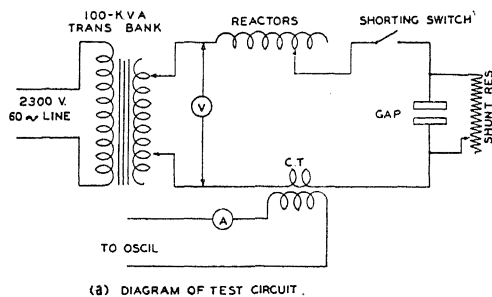 100-KVA
TRANS BANK
REACTORS
SHORTING SWITCH
2300 V.
60~ LINE
V
GAP
SHUNT RES
C.T
A
TO OSCIL
(a) DIAGRAM OF TEST CIRCUIT.